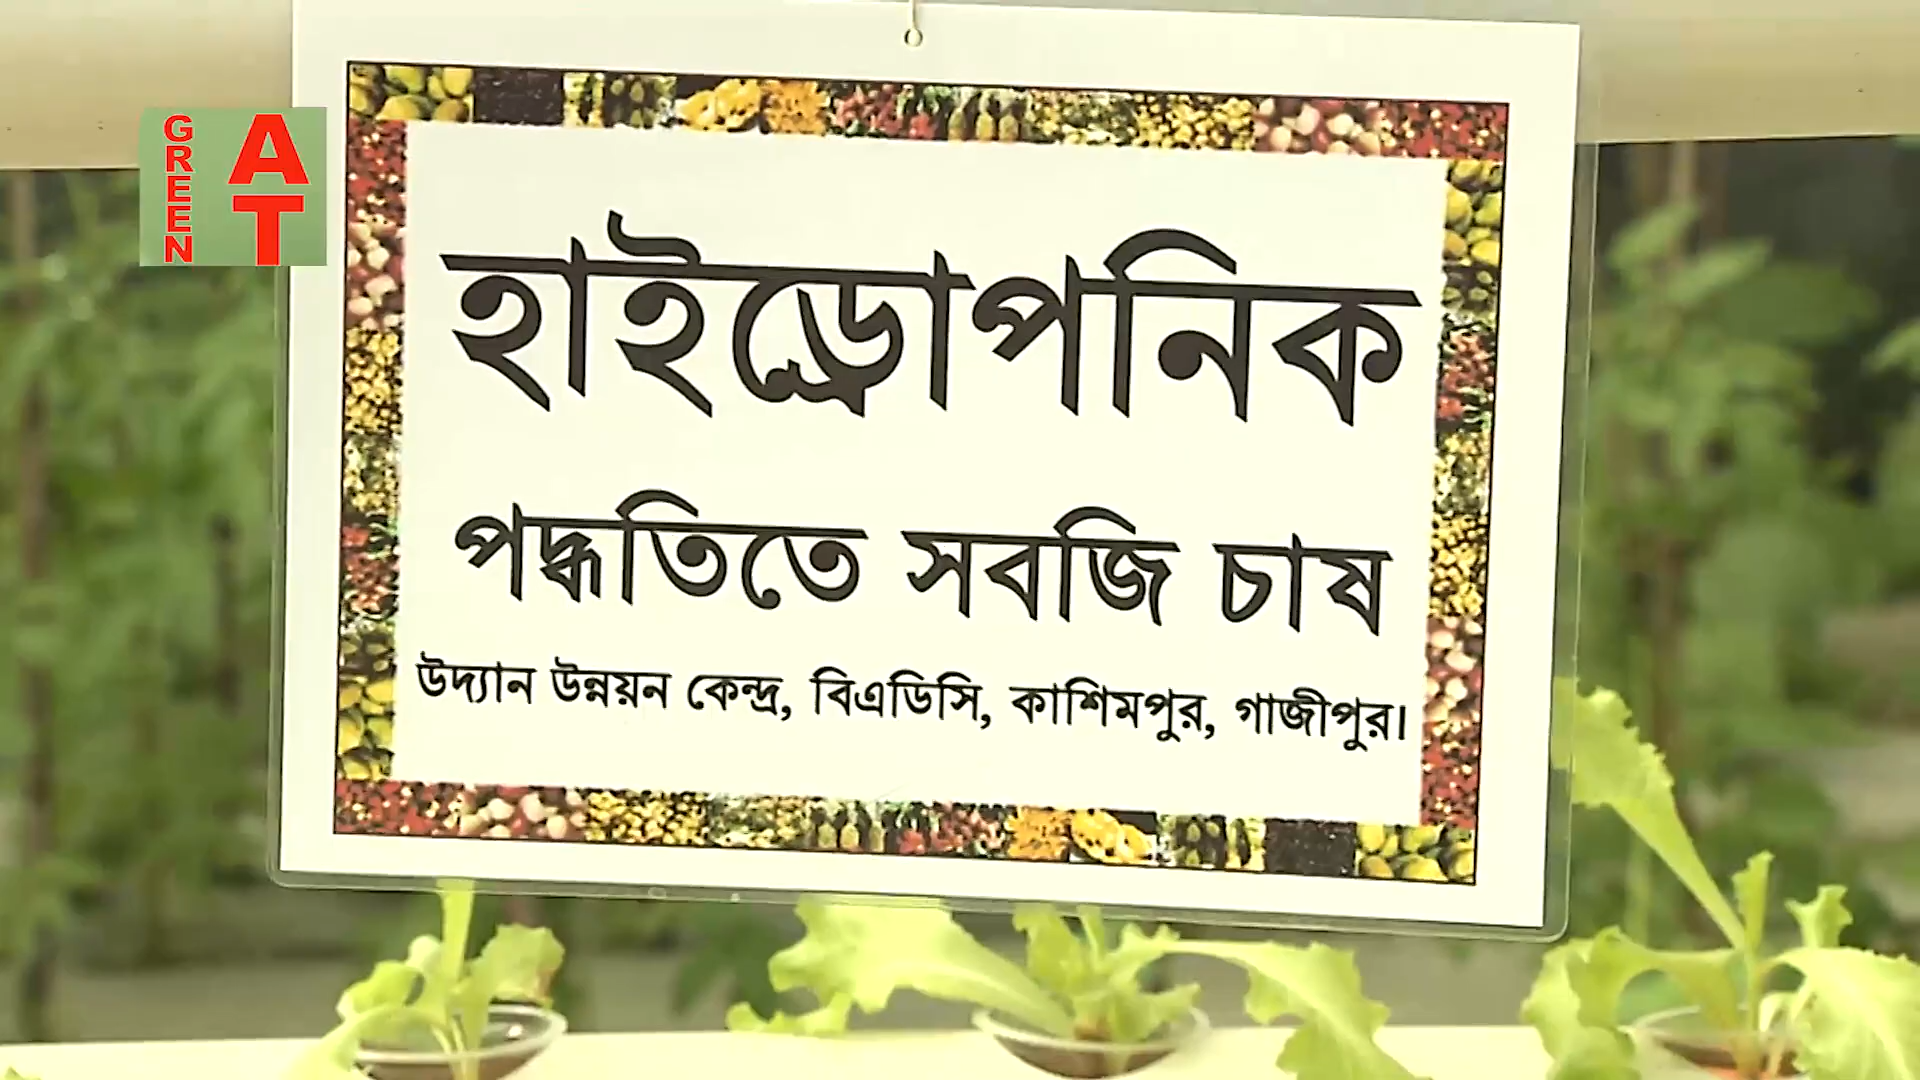 GREEN AT
হাইড্রোপনিক
পদ্ধতিতে সবজি চাষ
উদ্যান উন্নয়ন কেন্দ্র, বিএডিসি, কাশিমপুর, গাজীপুর।